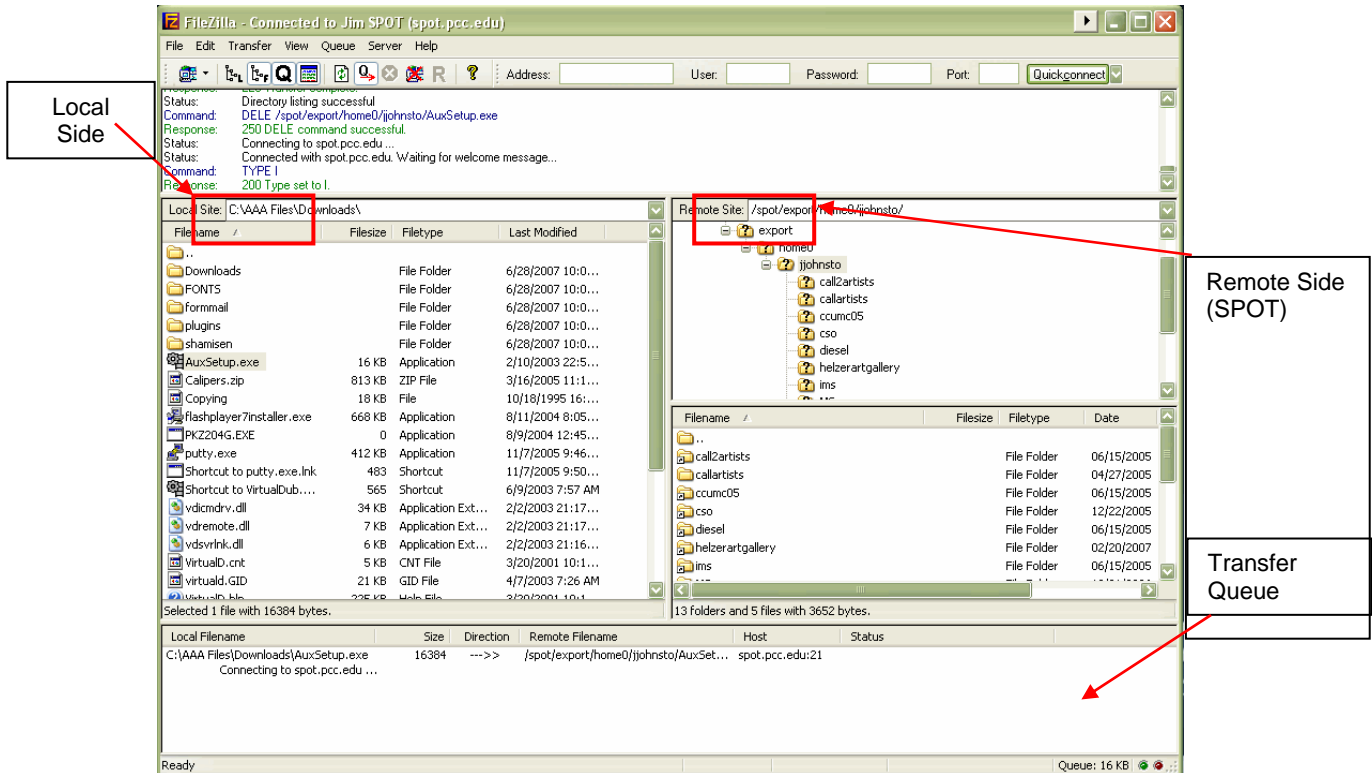 FileZilla - Connected to Jim SPOT (spot.pcc.edu)
File Edit Transfer View Queue Server Help
Address: User: Password: Port: Quickconnect
Status: Directory listing successful
Command: DELE /spot/export/home0/jjohnsto/AuxSetup.exe
Response: 250 DELE command successful.
Status: Connecting to spot.pcc.edu ...
Status: Connected with spot.pcc.edu. Waiting for welcome message...
Command: TYPE I
Response: 200 Type set to I.
Local
Side
Local Site: C:\AAA Files\Downloads\
Filename Filesize Filetype Last Modified
..
Downloads File Folder 6/28/2007 10:0...
FONTS File Folder 6/28/2007 10:0...
formmail File Folder 6/28/2007 10:0...
plugins File Folder 6/28/2007 10:0...
shamisen File Folder 6/28/2007 10:0...
AuxSetup.exe 16 KB Application 2/10/2003 22:5...
Calipers.zip 813 KB ZIP File 3/16/2005 11:1...
Copying 18 KB File 10/18/1995 16:...
flashplayer7installer.exe 668 KB Application 8/11/2004 8:05...
PKZ204G.EXE 0 Application 8/9/2004 12:45...
putty.exe 412 KB Application 11/7/2005 9:46...
Shortcut to putty.exe.lnk 483 Shortcut 11/7/2005 9:50...
Shortcut to VirtualDub.... 565 Shortcut 6/9/2003 7:57 AM
vdicmdrv.dll 34 KB Application Ext... 2/2/2003 21:17...
vdremote.dll 7 KB Application Ext... 2/2/2003 21:17...
vdsvrlnk.dll 6 KB Application Ext... 2/2/2003 21:16...
VirtualD.cnt 5 KB CNT File 3/20/2001 10:1...
virtuald.GID 21 KB GID File 4/7/2003 7:26 AM
Selected 1 file with 16384 bytes.
Remote Site: /spot/export/home0/jjohnsto/
export
home0
jjohnsto
call2artists
callartists
ccumc05
cso
diesel
helzerartgallery
ims
Filename Filesize Filetype Date
..
call2artists File Folder 06/15/2005
callartists File Folder 04/27/2005
ccumc05 File Folder 06/15/2005
cso File Folder 12/22/2005
diesel File Folder 06/15/2005
helzerartgallery File Folder 02/20/2007
ims File Folder 06/15/2005
13 folders and 5 files with 3652 bytes.
Remote Side
(SPOT)
Transfer
Queue
Local Filename Size Direction Remote Filename Host Status
C:\AAA Files\Downloads\AuxSetup.exe 16384 --->> /spot/export/home0/jjohnsto/AuxSet... spot.pcc.edu:21
Connecting to spot.pcc.edu ...
Ready Queue: 16 KB